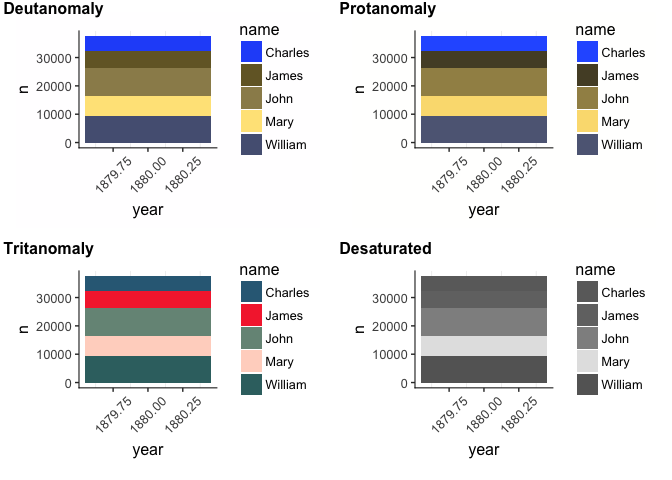 Deutanomaly
name
Charles
James
John
Mary
William
n
30000
20000
10000
0
1879.75
1880.00
1880.25
year
Protanomaly
name
Charles
James
John
Mary
William
n
30000
20000
10000
0
1879.75
1880.00
1880.25
year
Tritanomaly
name
Charles
James
John
Mary
William
n
30000
20000
10000
0
1879.75
1880.00
1880.25
year
Desaturated
name
Charles
James
John
Mary
William
n
30000
20000
10000
0
1879.75
1880.00
1880.25
year